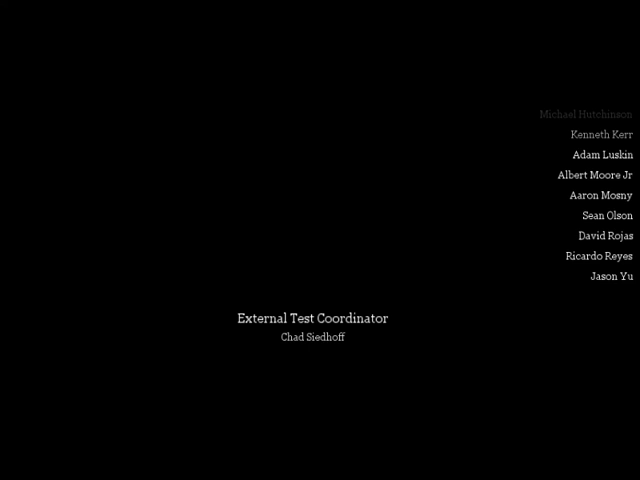 Michael Hutchinson
Kenneth Kerr
Adam Luskin
Albert Moore Jr
Aaron Mosny
Sean Olson
David Rojas
Ricardo Reyes
Jason Yu
External Test Coordinator
Chad Siedhoff